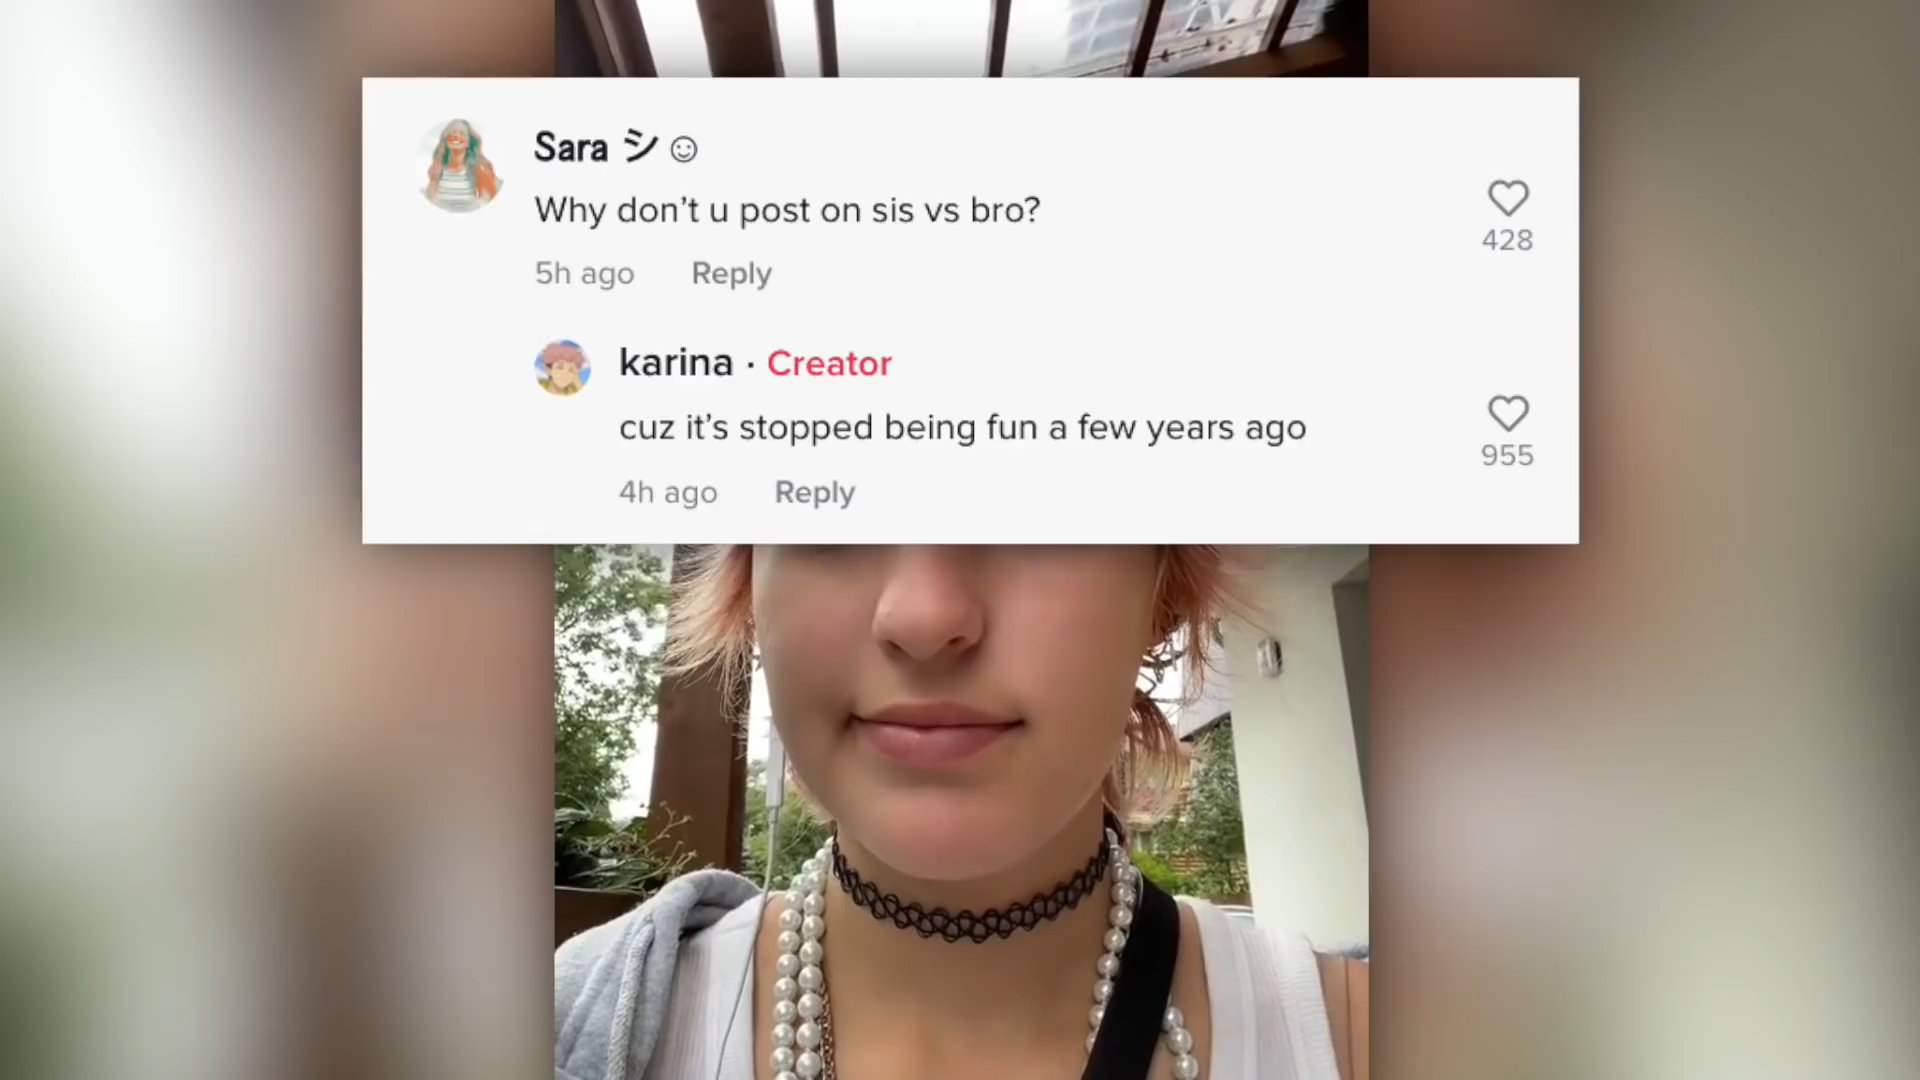 Sara シ ☺
Why don't u post on sis vs bro?
428
5h ago Reply
karina · Creator
cuz it's stopped being fun a few years ago
955
4h ago Reply